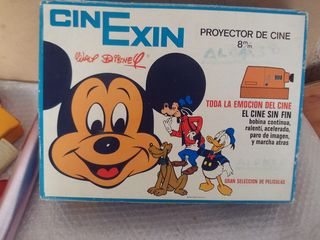 CINEXIN
PROYECTOR DE CINE
8 m/m
WALT DISNEY
TODA LA EMOCION DEL CINE
EL CINE SIN FIN
bobina continua,
ralenti, acelerado,
paro de imagen,
y marcha atras
GRAN SELECCION DE PELICULAS